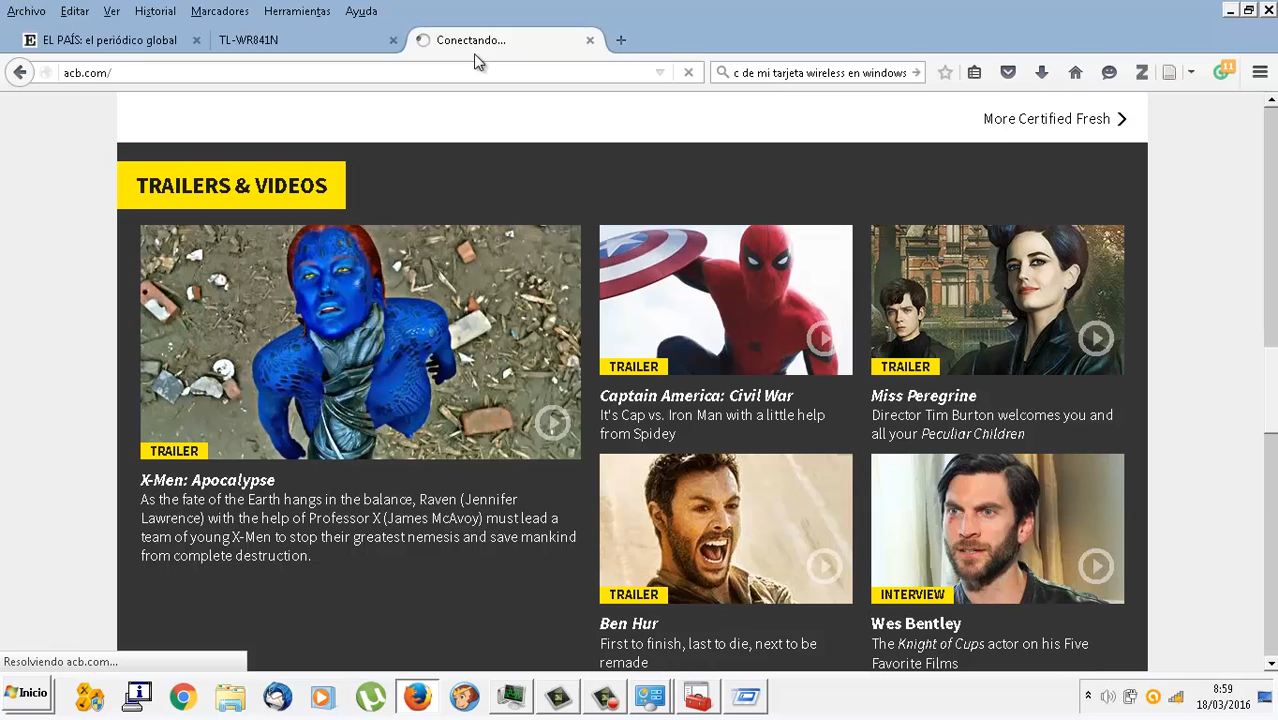 Archivo Editar Ver Historial Marcadores Herramientas Ayuda
E EL PAÍS: el periódico global TL-WR841N Conectando...
acb.com/ c de mi tarjeta wireless en windows Z 11
More Certified Fresh
TRAILERS & VIDEOS
TRAILER
X-Men: Apocalypse
As the fate of the Earth hangs in the balance, Raven (Jennifer
Lawrence) with the help of Professor X (James McAvoy) must lead a
team of young X-Men to stop their greatest nemesis and save mankind
from complete destruction.
TRAILER
Captain America: Civil War
It's Cap vs. Iron Man with a little help
from Spidey
TRAILER
Miss Peregrine
Director Tim Burton welcomes you and
all your Peculiar Children
TRAILER
Ben Hur
First to finish, last to die, next to be
remade
INTERVIEW
Wes Bentley
The Knight of Cups actor on his Five
Favorite Films
Resolviendo acb.com...
Inicio
8:59
18/03/2016